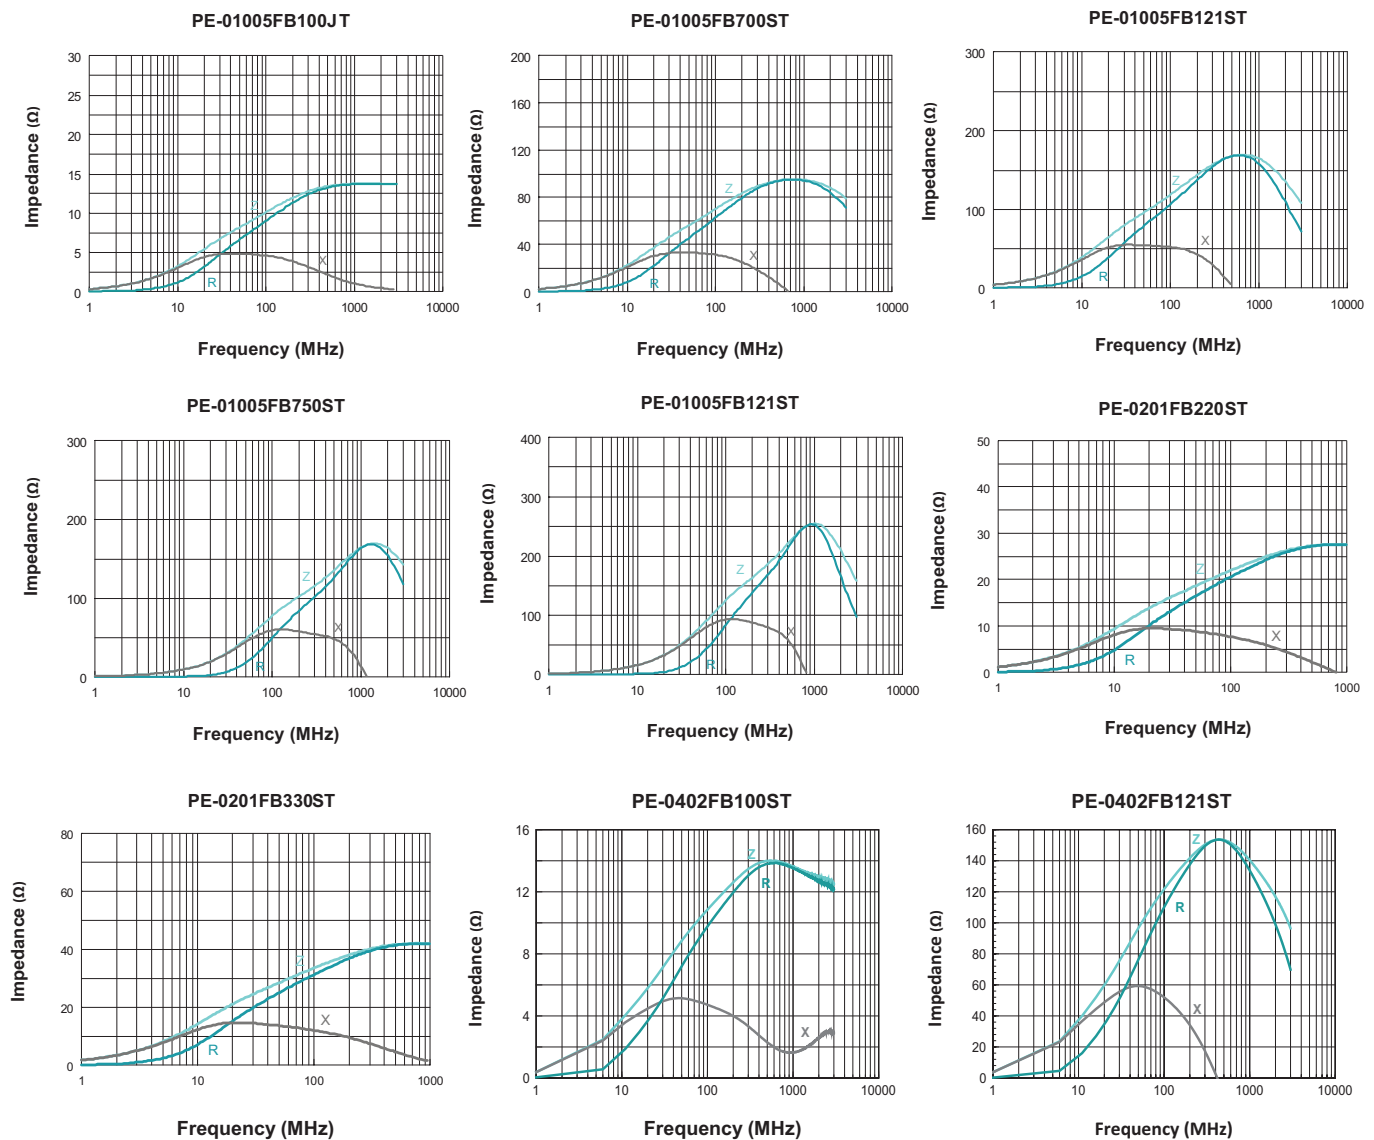 PE-01005FB100JT
Impedance (Ω)
30
25
20
15
10
5
0
Z
X
R
1
10
100
1000
10000
Frequency (MHz)
PE-01005FB700ST
Impedance (Ω)
200
160
120
80
40
0
Z
X
R
1
10
100
1000
10000
Frequency (MHz)
PE-01005FB121ST
Impedance (Ω)
300
200
100
0
Z
X
R
1
10
100
1000
10000
Frequency (MHz)
PE-01005FB750ST
Impedance (Ω)
300
200
100
0
Z
X
R
1
10
100
1000
10000
Frequency (MHz)
PE-01005FB121ST
Impedance (Ω)
400
300
200
100
0
Z
X
R
1
10
100
1000
10000
Frequency (MHz)
PE-0201FB220ST
Impedance (Ω)
50
40
30
20
10
0
Z
X
R
1
10
100
1000
Frequency (MHz)
PE-0201FB330ST
Impedance (Ω)
80
60
40
20
0
Z
X
R
1
10
100
1000
Frequency (MHz)
PE-0402FB100ST
Impedance (Ω)
16
12
8
4
0
Z
R
X
1
10
100
1000
10000
Frequency (MHz)
PE-0402FB121ST
Impedance (Ω)
160
140
120
100
80
60
40
20
0
Z
R
X
1
10
100
1000
10000
Frequency (MHz)